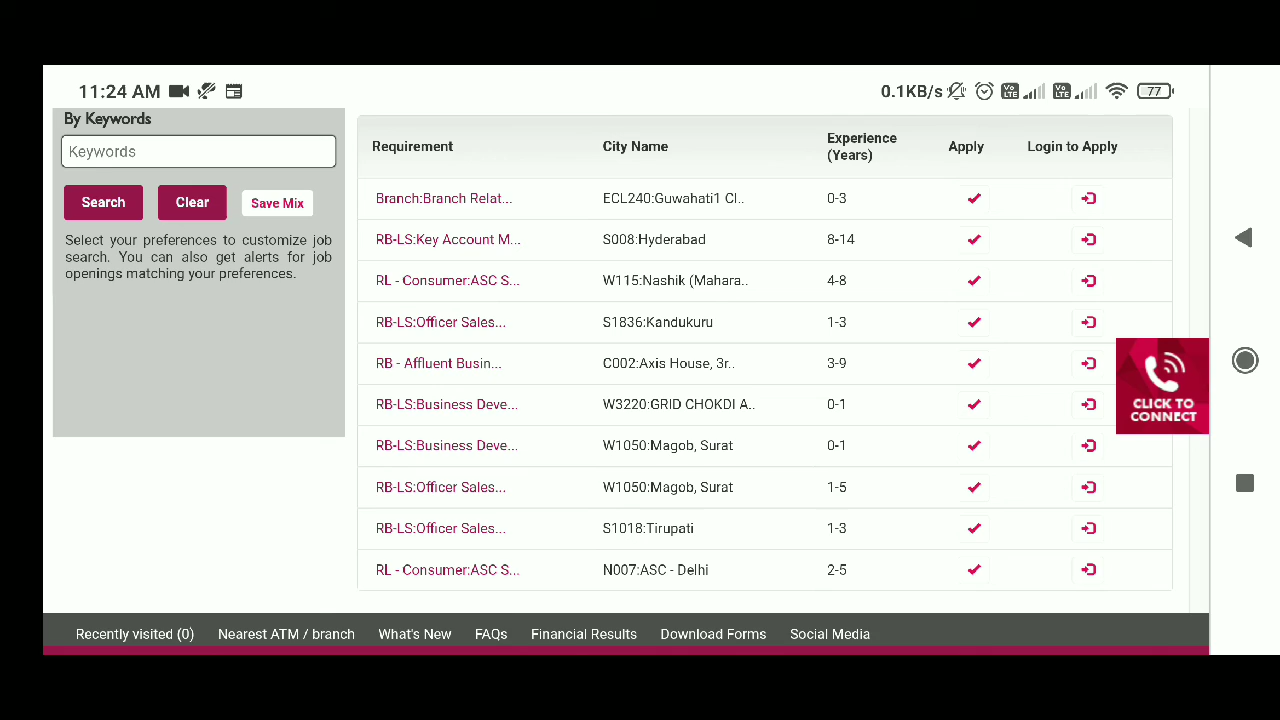 11:24 AM
0.1KB/s Vo LTE Vo LTE 77
By Keywords
Keywords
Search Clear Save Mix
Select your preferences to customize job
search. You can also get alerts for job
openings matching your preferences.
Requirement City Name Experience (Years) Apply Login to Apply
Branch:Branch Relat... ECL240:Guwahati1 Cl.. 0-3
RB-LS:Key Account M... S008:Hyderabad 8-14
RL - Consumer:ASC S... W115:Nashik (Mahara.. 4-8
RB-LS:Officer Sales... S1836:Kandukuru 1-3
RB - Affluent Busin... C002:Axis House, 3r.. 3-9
RB-LS:Business Deve... W3220:GRID CHOKDI A.. 0-1
RB-LS:Business Deve... W1050:Magob, Surat 0-1
RB-LS:Officer Sales... W1050:Magob, Surat 1-5
RB-LS:Officer Sales... S1018:Tirupati 1-3
RL - Consumer:ASC S... N007:ASC - Delhi 2-5
CLICK TO
CONNECT
Recently visited (0) Nearest ATM / branch What's New FAQs Financial Results Download Forms Social Media